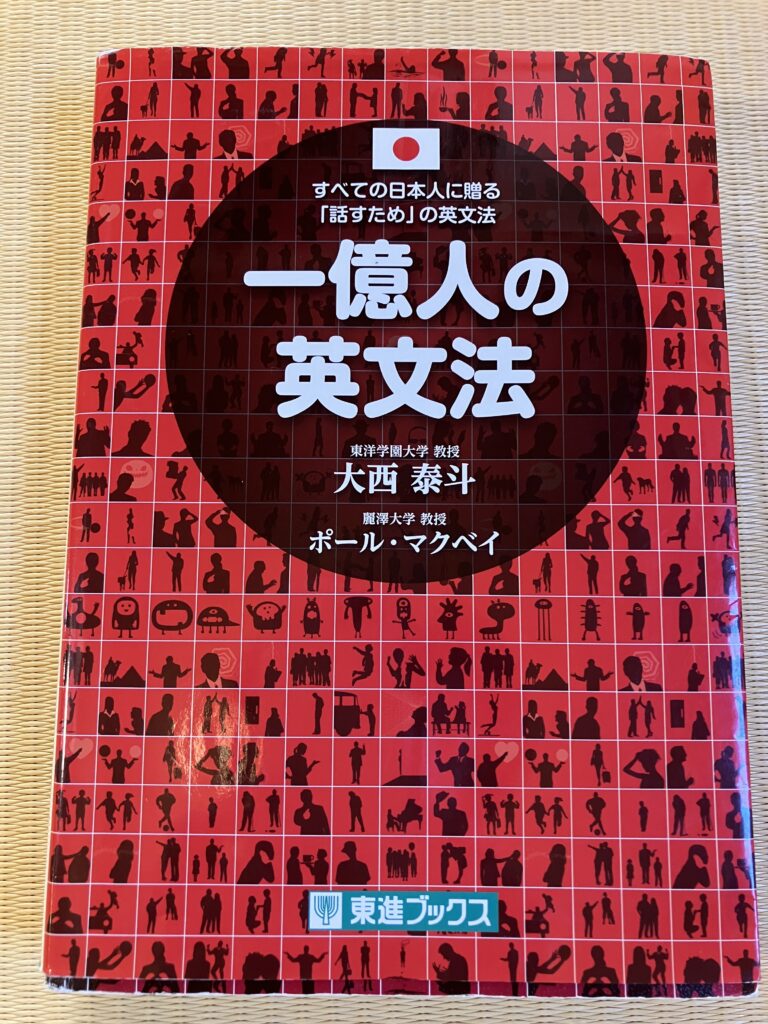 すべての日本人に贈る
「話すため」の英文法
一億人の
英文法
東洋学園大学 教授
大西 泰斗
麗澤大学 教授
ポール・マクベイ
東進ブックス